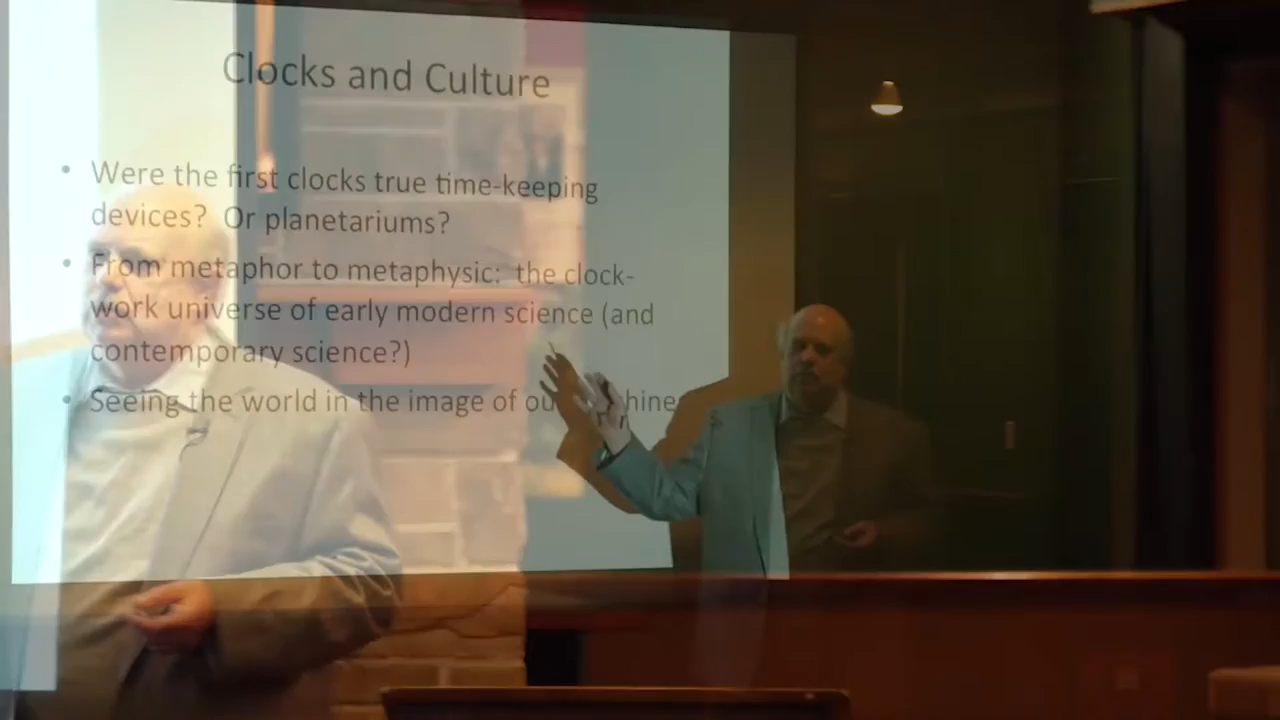 Clocks and Culture
• Were the first clocks true time-keeping
devices?  Or planetariums?
• From metaphor to metaphysic:  the clock-
work universe of early modern science (and
contemporary science?)
• Seeing the world in the image of